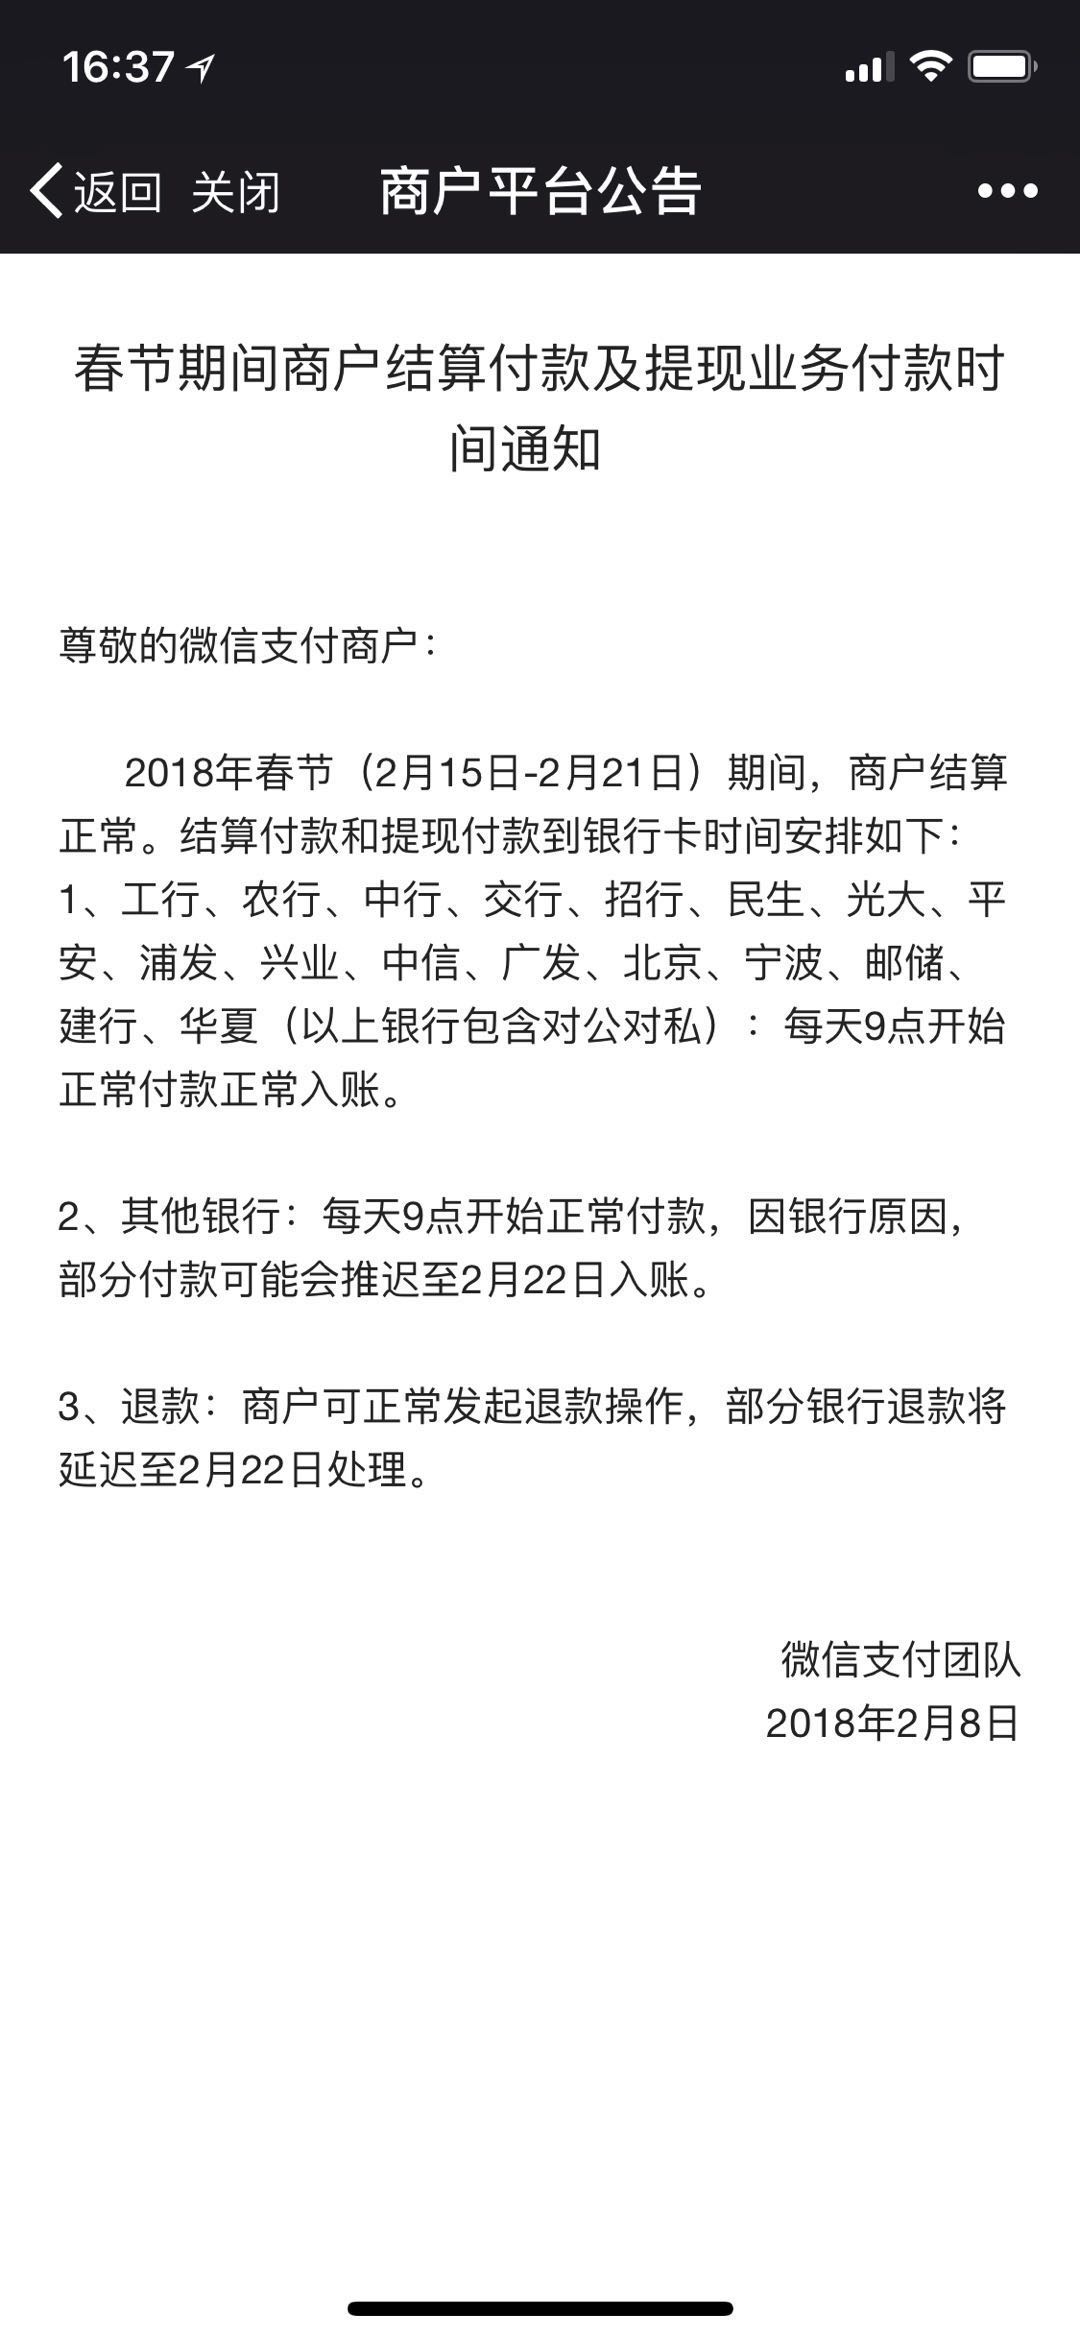 16:37
返回 关闭 商户平台公告
春节期间商户结算付款及提现业务付款时
间通知
尊敬的微信支付商户：
2018年春节（2月15日-2月21日）期间，商户结算
正常。结算付款和提现付款到银行卡时间安排如下：
1、工行、农行、中行、交行、招行、民生、光大、平
安、浦发、兴业、中信、广发、北京、宁波、邮储、
建行、华夏（以上银行包含对公对私）：每天9点开始
正常付款正常入账。
2、其他银行：每天9点开始正常付款，因银行原因，
部分付款可能会推迟至2月22日入账。
3、退款：商户可正常发起退款操作，部分银行退款将
延迟至2月22日处理。
微信支付团队
2018年2月8日